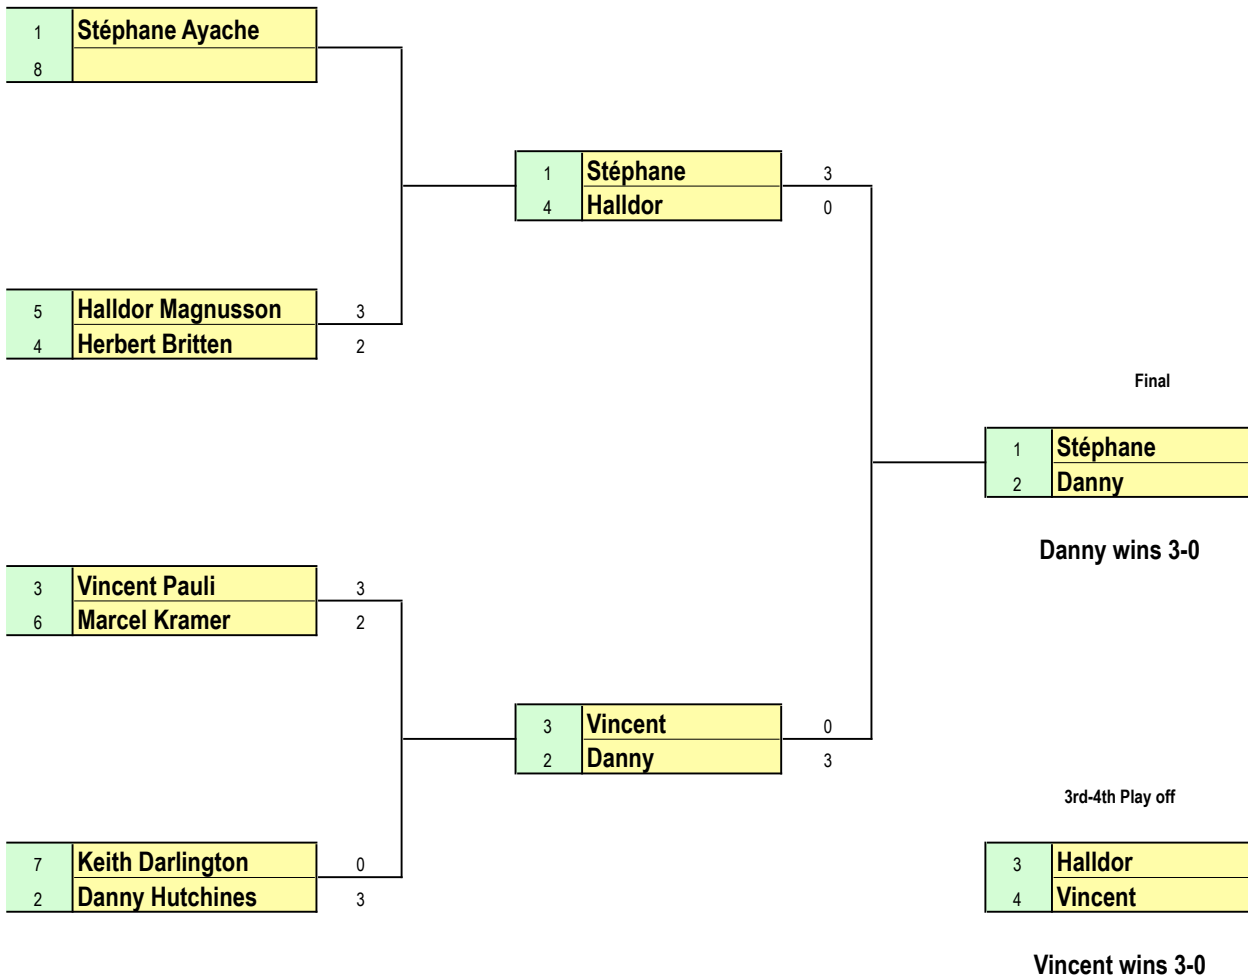 1 Stéphane Ayache
8
1 Stéphane 3
4 Halldor 0
5 Halldor Magnusson 3
4 Herbert Britten 2
Final
1 Stéphane
2 Danny
Danny wins 3-0
3 Vincent Pauli 3
6 Marcel Kramer 2
3 Vincent 0
2 Danny 3
3rd-4th Play off
7 Keith Darlington 0
2 Danny Hutchines 3
3 Halldor
4 Vincent
Vincent wins 3-0